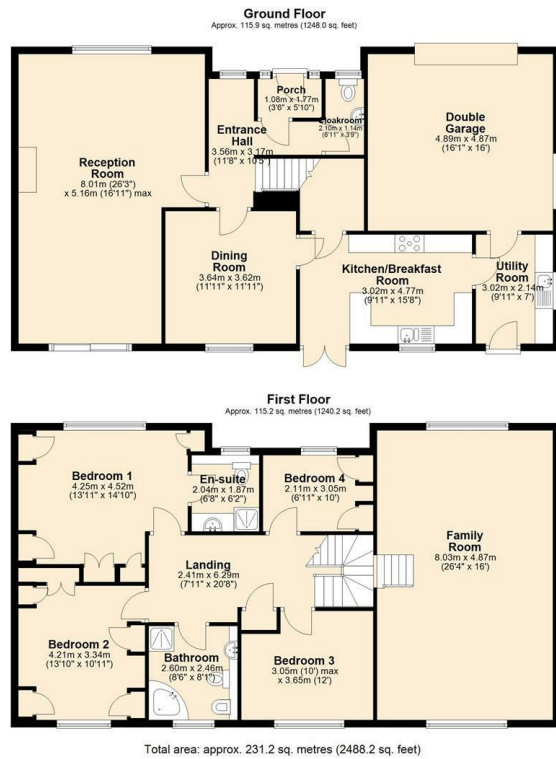 Ground Floor
Approx. 115.9 sq. metres (1248.0 sq. feet)
Reception
Room
8.01m (26'3")
x 5.16m (16'11") max
Entrance
Hall
3.56m x 3.17m
(11'8" x 10'5")
Porch
1.08m x 1.77m
(3'6" x 5'10")
Cloakroom
2.10m x 1.14m
(6'11" x 3'9")
Double
Garage
4.89m x 4.87m
(16'1" x 16')
Dining
Room
3.64m x 3.62m
(11'11" x 11'11")
Kitchen/Breakfast
Room
3.02m x 4.77m
(9'11" x 15'8")
Utility
Room
3.02m x 2.14m
(9'11" x 7')
First Floor
Approx. 115.2 sq. metres (1240.2 sq. feet)
Bedroom 1
4.25m x 4.52m
(13'11" x 14'10")
En-suite
2.04m x 1.87m
(6'8" x 6'2")
Bedroom 4
2.11m x 3.05m
(6'11" x 10')
Family
Room
8.03m x 4.87m
(26'4" x 16')
Landing
2.41m x 6.29m
(7'11" x 20'8")
Bedroom 2
4.21m x 3.34m
(13'10" x 10'11")
Bathroom
2.60m x 2.46m
(8'6" x 8'1")
Bedroom 3
3.05m (10') max
x 3.65m (12')
Total area: approx. 231.2 sq. metres (2488.2 sq. feet)